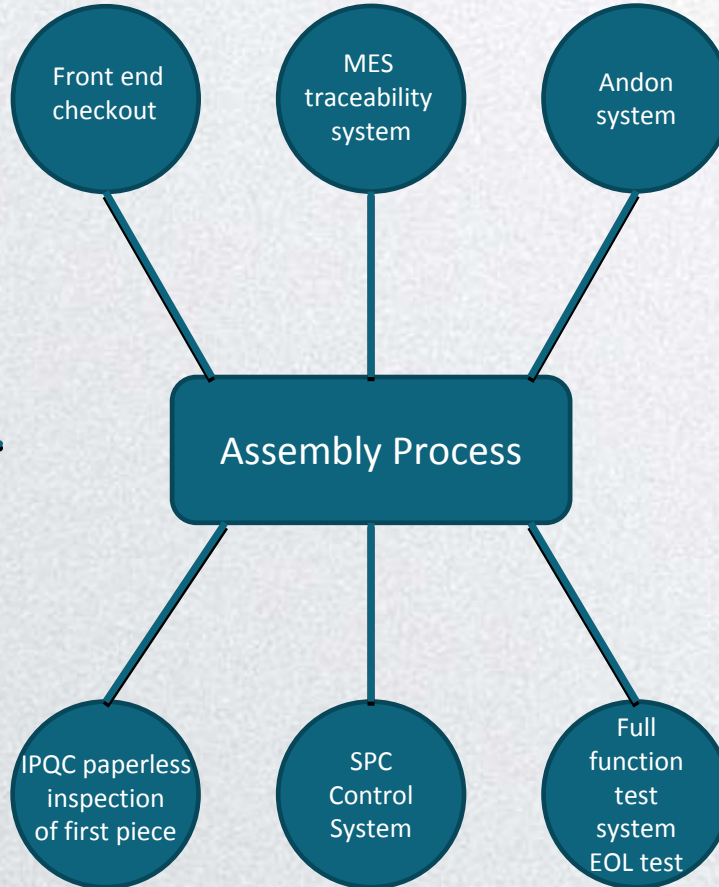 Front end
checkout
MES
traceability
system
Andon
system
Assembly Process
IPQC paperless
inspection
of first piece
SPC
Control
System
Full
function
test
system
EOL test